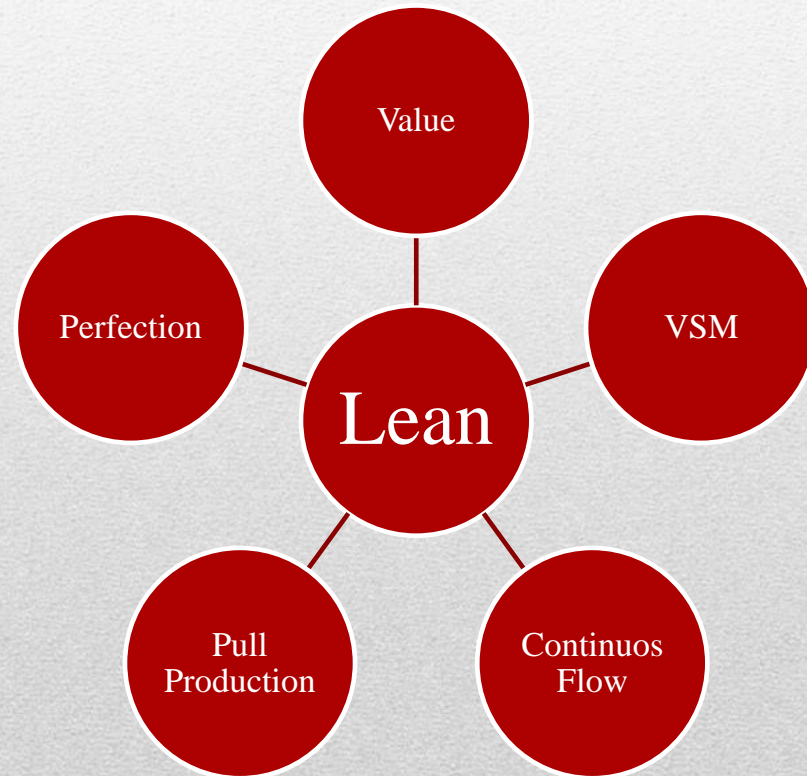 Value
Perfection
VSM
Lean
Pull
Production
Continuos
Flow